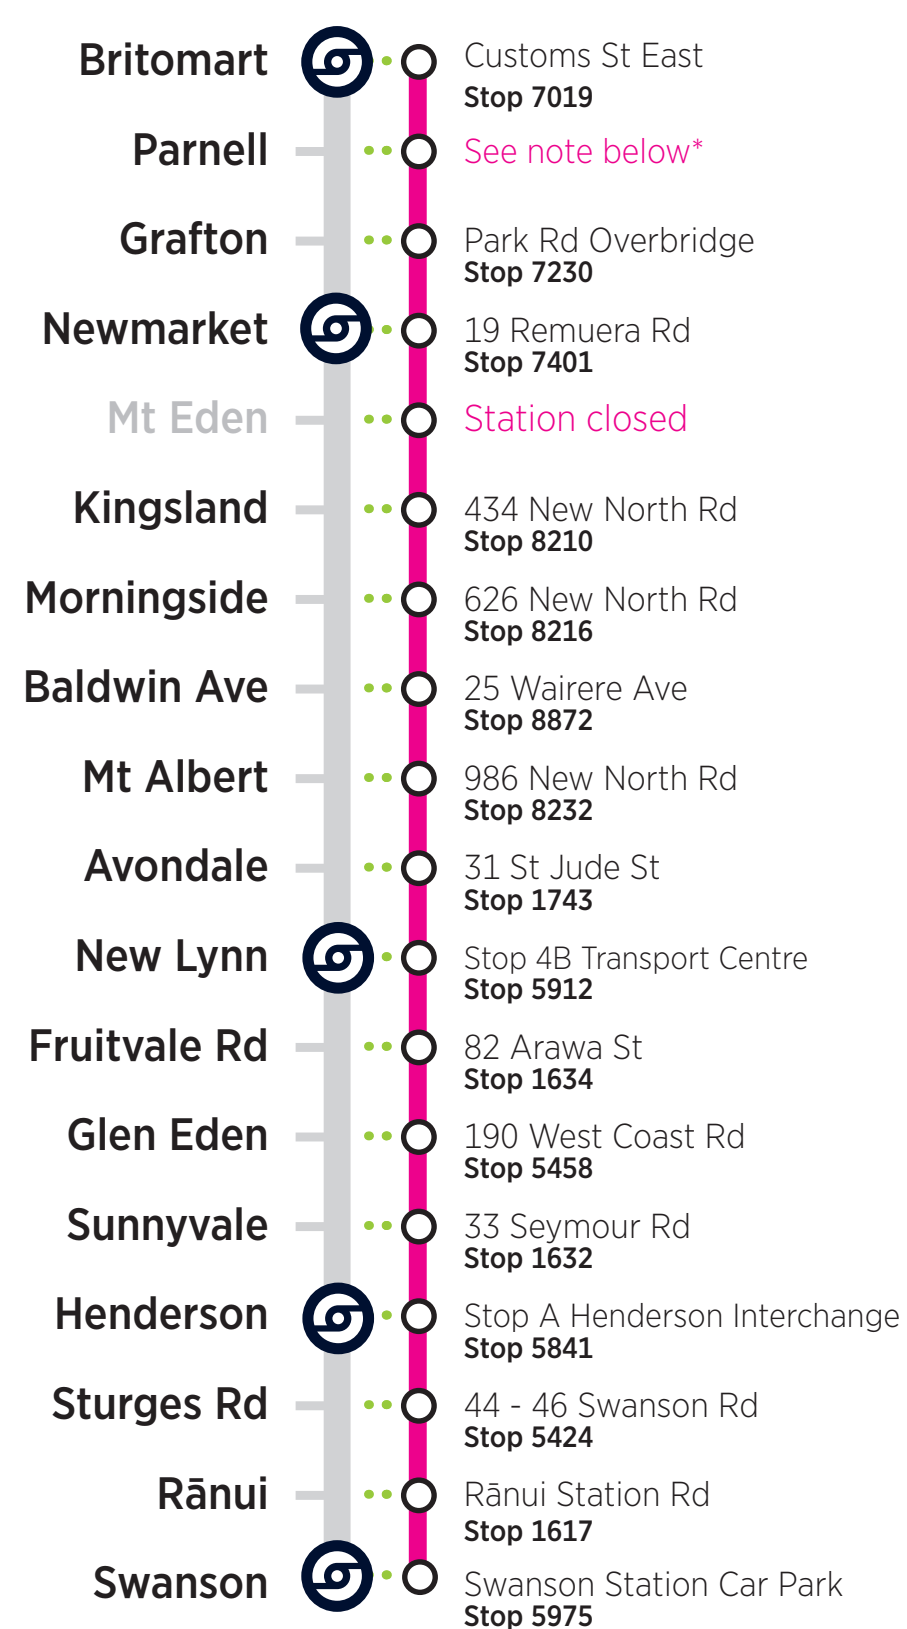 Britomart
Customs St East
Stop 7019
Parnell
See note below*
Grafton
Park Rd Overbridge
Stop 7230
Newmarket
19 Remuera Rd
Stop 7401
Mt Eden
Station closed
Kingsland
434 New North Rd
Stop 8210
Morningside
626 New North Rd
Stop 8216
Baldwin Ave
25 Wairere Ave
Stop 8872
Mt Albert
986 New North Rd
Stop 8232
Avondale
31 St Jude St
Stop 1743
New Lynn
Stop 4B Transport Centre
Stop 5912
Fruitvale Rd
82 Arawa St
Stop 1634
Glen Eden
190 West Coast Rd
Stop 5458
Sunnyvale
33 Seymour Rd
Stop 1632
Henderson
Stop A Henderson Interchange
Stop 5841
Sturges Rd
44 - 46 Swanson Rd
Stop 5424
Rānui
Rānui Station Rd
Stop 1617
Swanson
Swanson Station Car Park
Stop 5975